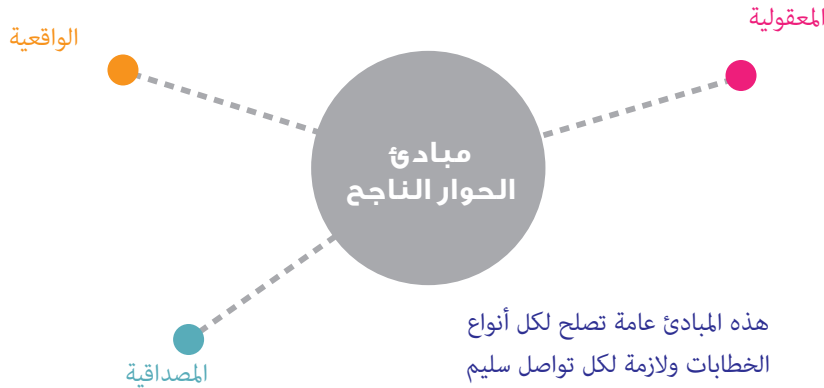 المعقولية
الواقعية
مبادئ
الحوار الناجح
هذه المبادئ عامة تصلح لكل أنواع
الخطابات ولازمة لكل تواصل سليم
المصداقية